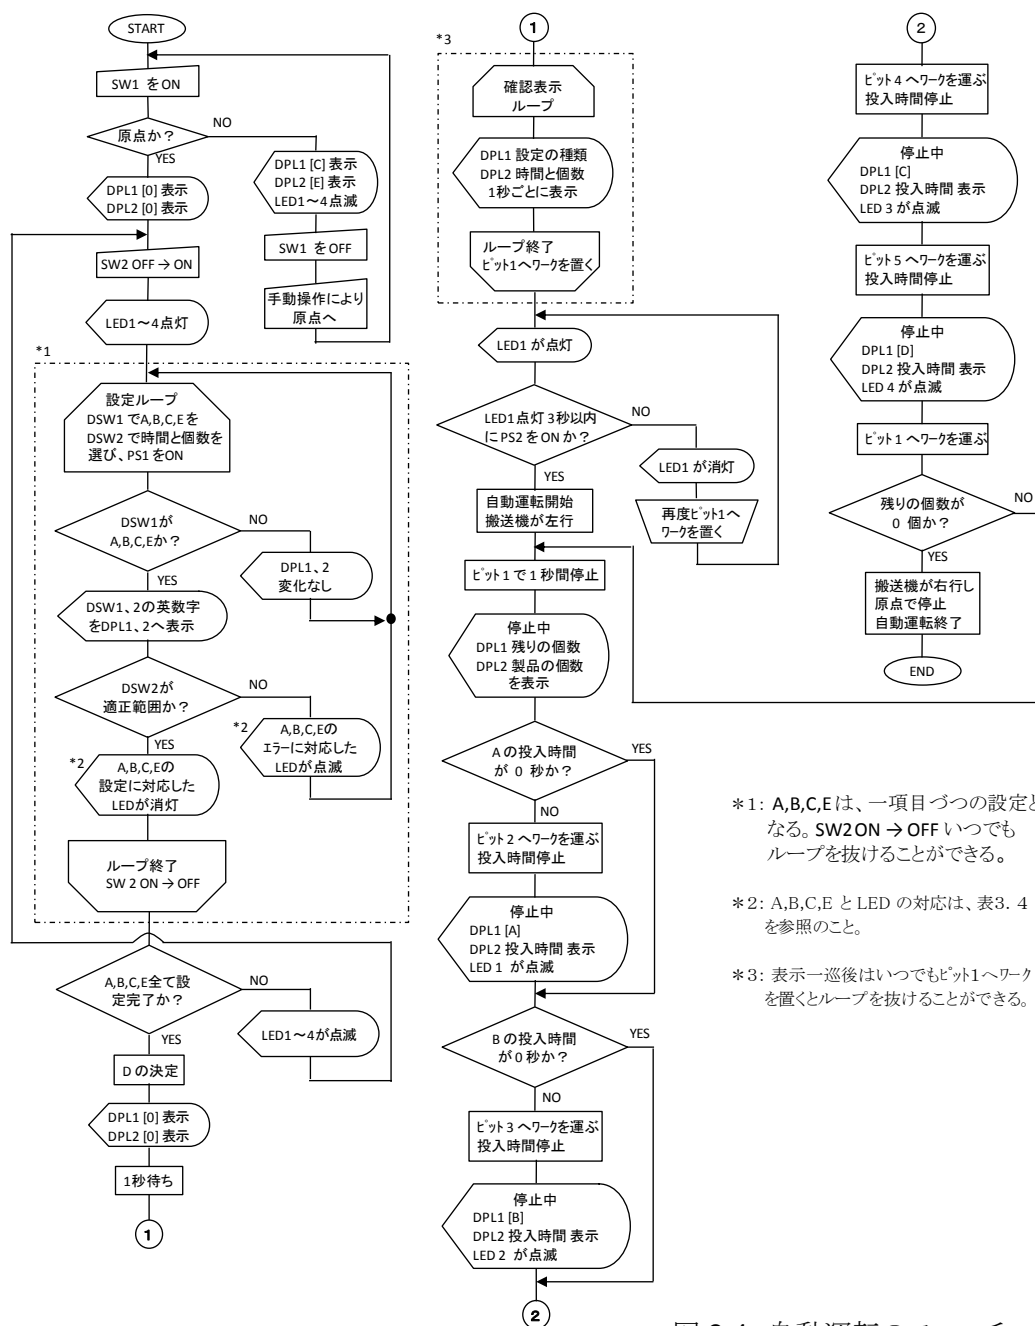 START
SW1 をON
原点か？
NO
YES
DPL1 [0] 表示
DPL2 [0] 表示
DPL1 [C] 表示
DPL2 [E] 表示
LED1～4点滅
SW1 をOFF
手動操作により
原点へ
SW2 OFF → ON
LED1～4点灯
*1
設定ループ
DSW1 でA,B,C,Eを
DSW2 で時間と個数を
選び、PS1 をON
DSW1が
A,B,C,Eか？
NO
YES
DPL1、2
変化なし
DSW1、2の英数字
をDPL1、2へ表示
DSW2が
適正範囲か？
NO
YES
*2
A,B,C,Eの
エラーに対応した
LEDが点滅
*2
A,B,C,Eの
設定に対応した
LEDが消灯
ループ終了
SW 2 ON → OFF
A,B,C,E全て設
定完了か？
NO
YES
LED1～4が点滅
D の決定
DPL1 [0] 表示
DPL2 [0] 表示
1秒待ち
1
1
*3
確認表示
ループ
DPL1 設定の種類
DPL2 時間と個数
1秒ごとに表示
ループ終了
ﾋﾟｯﾄ1へﾜｰｸを置く
LED1 が点灯
LED1点灯 3秒以内
に PS2 をON か？
NO
YES
LED1 が消灯
再度ﾋﾟｯﾄ1へ
ﾜｰｸを置く
自動運転開始
搬送機が左行
ﾋﾟｯﾄ1 で 1 秒間停止
停止中
DPL1 残りの個数
DPL2 製品の個数
を表示
A の投入時間
が 0 秒か？
YES
NO
ﾋﾟｯﾄ 2 へﾜｰｸを運ぶ
投入時間停止
停止中
DPL1 [A]
DPL2 投入時間 表示
LED 1 が点滅
B の投入時間
が 0 秒か？
YES
NO
ﾋﾟｯﾄ 3 へﾜｰｸを運ぶ
投入時間停止
停止中
DPL1 [B]
DPL2 投入時間 表示
LED 2 が点滅
2
2
ﾋﾟｯﾄ 4 へﾜｰｸを運ぶ
投入時間停止
停止中
DPL1 [C]
DPL2 投入時間 表示
LED 3 が点滅
ﾋﾟｯﾄ 5 へﾜｰｸを運ぶ
投入時間停止
停止中
DPL1 [D]
DPL2 投入時間 表示
LED 4 が点滅
ﾋﾟｯﾄ 1 へﾜｰｸを運ぶ
残りの個数が
0 個か？
NO
YES
搬送機が右行し
原点で停止
自動運転終了
END
＊1: A,B,C,E は、一項目づつの設定と
なる。SW2 ON → OFF いつでも
ループを抜けることができる。
＊2: A,B,C,E と LED の対応は、表3．4
を参照のこと。
＊3: 表示一巡後はいつでもﾋﾟｯﾄ1へﾜｰｸ
を置くとループを抜けることができる。